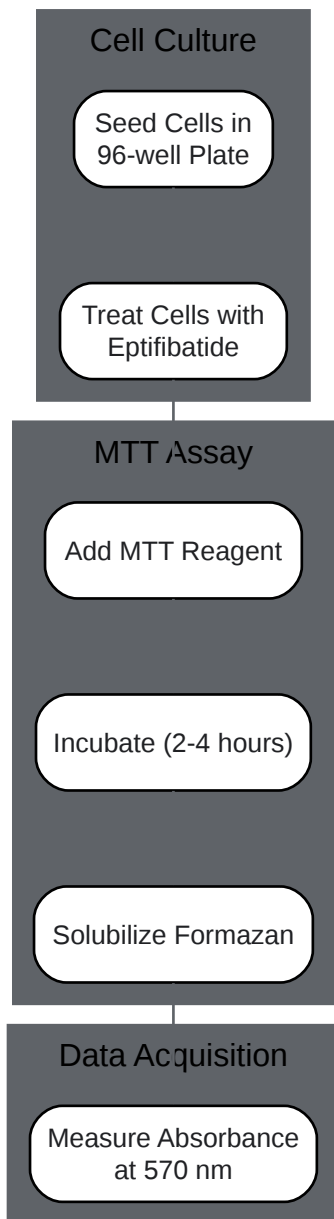 Cell Culture
Seed Cells in
96-well Plate
Treat Cells with
Eptifibatide
MTT Assay
Add MTT Reagent
Incubate (2-4 hours)
Solubilize Formazan
Data Acquisition
Measure Absorbance
at 570 nm